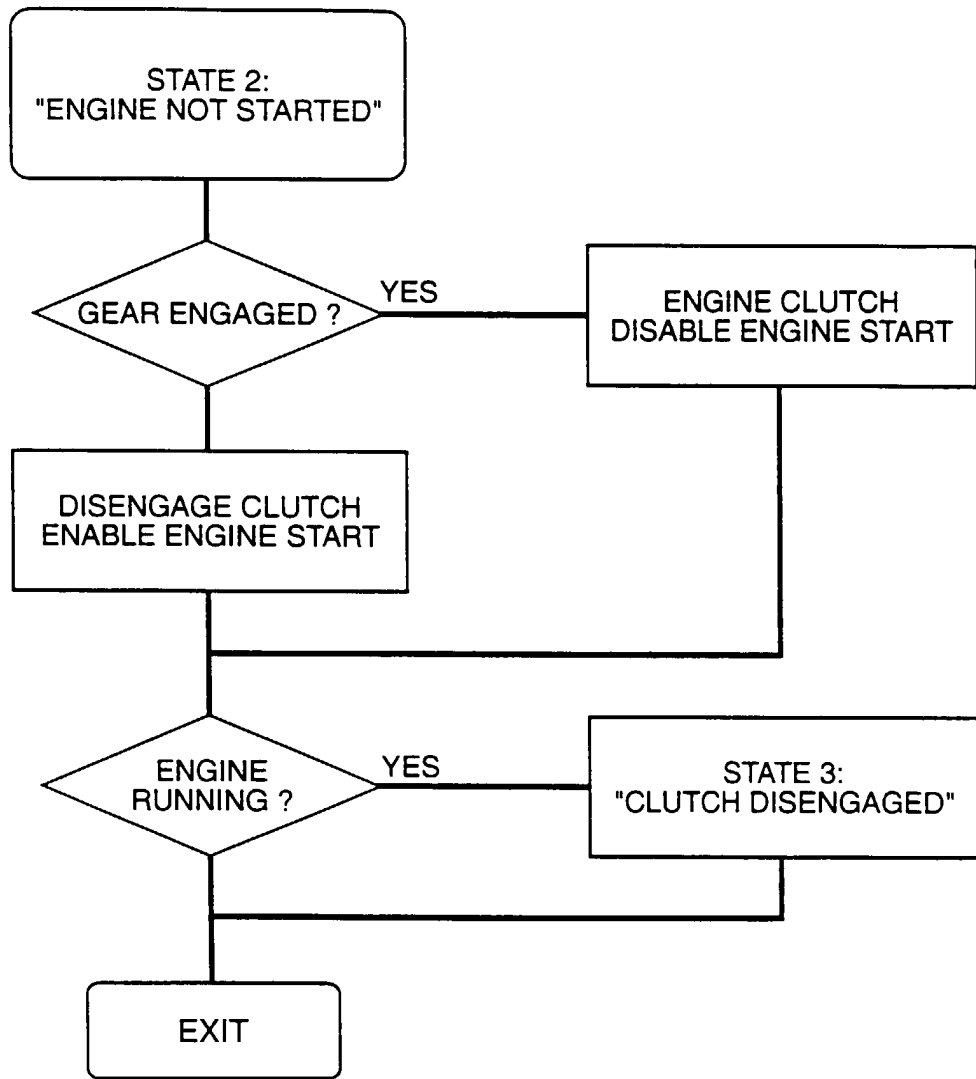 STATE 2:
"ENGINE NOT STARTED"
GEAR ENGAGED ?
YES
ENGINE CLUTCH
DISABLE ENGINE START
DISENGAGE CLUTCH
ENABLE ENGINE START
ENGINE
RUNNING ?
YES
STATE 3:
"CLUTCH DISENGAGED"
EXIT